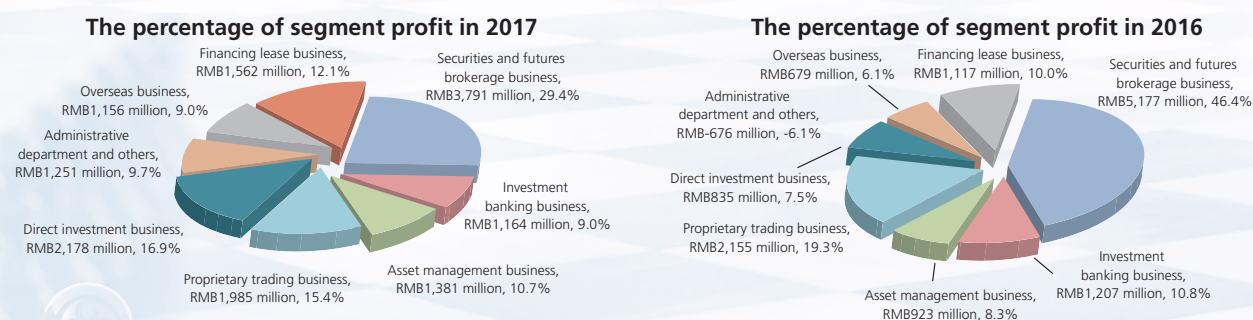 The percentage of segment profit in 2017
Financing lease business,
RMB1,562 million, 12.1%
Securities and futures
brokerage business,
RMB3,791 million, 29.4%
Overseas business,
RMB1,156 million, 9.0%
Administrative
department and others,
RMB1,251 million, 9.7%
Investment
banking business,
RMB1,164 million, 9.0%
Direct investment business,
RMB2,178 million, 16.9%
Asset management business,
RMB1,381 million, 10.7%
Proprietary trading business,
RMB1,985 million, 15.4%
The percentage of segment profit in 2016
Overseas business,
RMB679 million, 6.1%
Financing lease business,
RMB1,117 million, 10.0%
Securities and futures
brokerage business,
RMB5,177 million, 46.4%
Administrative
department and others,
RMB-676 million, -6.1%
Direct investment business,
RMB835 million, 7.5%
Proprietary trading business,
RMB2,155 million, 19.3%
Investment
banking business,
RMB1,207 million, 10.8%
Asset management business,
RMB923 million, 8.3%